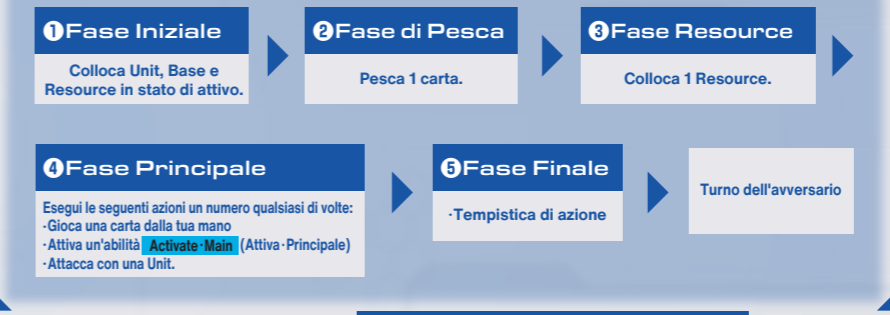 ❶Fase Iniziale
Colloca Unit, Base e
Resource in stato di attivo.
❷Fase di Pesca
Pesca 1 carta.
❸Fase Resource
Colloca 1 Resource.
❹Fase Principale
Esegui le seguenti azioni un numero qualsiasi di volte:
·Gioca una carta dalla tua mano
·Attiva un'abilità Activate·Main (Attiva·Principale)
·Attacca con una Unit.
❺Fase Finale
·Tempistica di azione
Turno dell'avversario